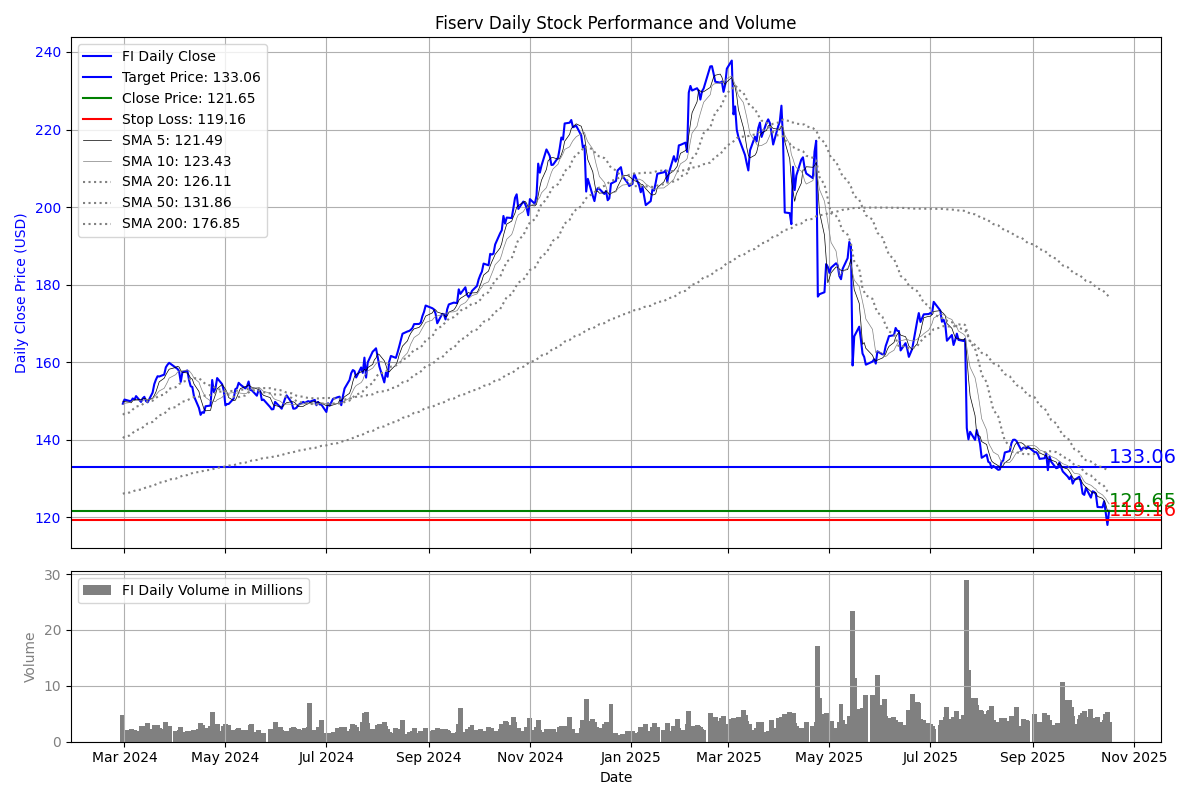 Fiserv Daily Stock Performance and Volume
Daily Close Price (USD)
240
220
200
180
160
140
120
FI Daily Close
Target Price: 133.06
Close Price: 121.65
Stop Loss: 119.16
SMA 5: 121.49
SMA 10: 123.43
SMA 20: 126.11
SMA 50: 131.86
SMA 200: 176.85
133.06
121.65
119.16
Volume
30
20
10
0
FI Daily Volume in Millions
Mar 2024 May 2024 Jul 2024 Sep 2024 Nov 2024 Jan 2025 Mar 2025 May 2025 Jul 2025 Sep 2025 Nov 2025
Date